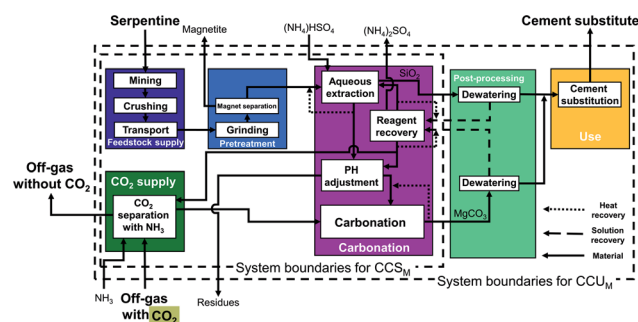 Serpentine
Magnetite
(NH₄)HSO₄
(NH₄)₂SO₄
Cement substitute
Mining
Crushing
Transport
Feedstock supply
Magnet separation
Grinding
Pretreatment
Aqueous
extraction
SiO₂
Reagent
recovery
PH
adjustment
Carbonation
Carbonation
Post-processing
Dewatering
Dewatering
MgCO₃
Cement
substitution
Use
Off-gas
without CO₂
CO₂ supply
CO₂
separation
with NH₃
Heat
recovery
Solution
recovery
Material
System boundaries for CCS_M
System boundaries for CCU_M
NH₃
Off-gas
with CO₂
Residues